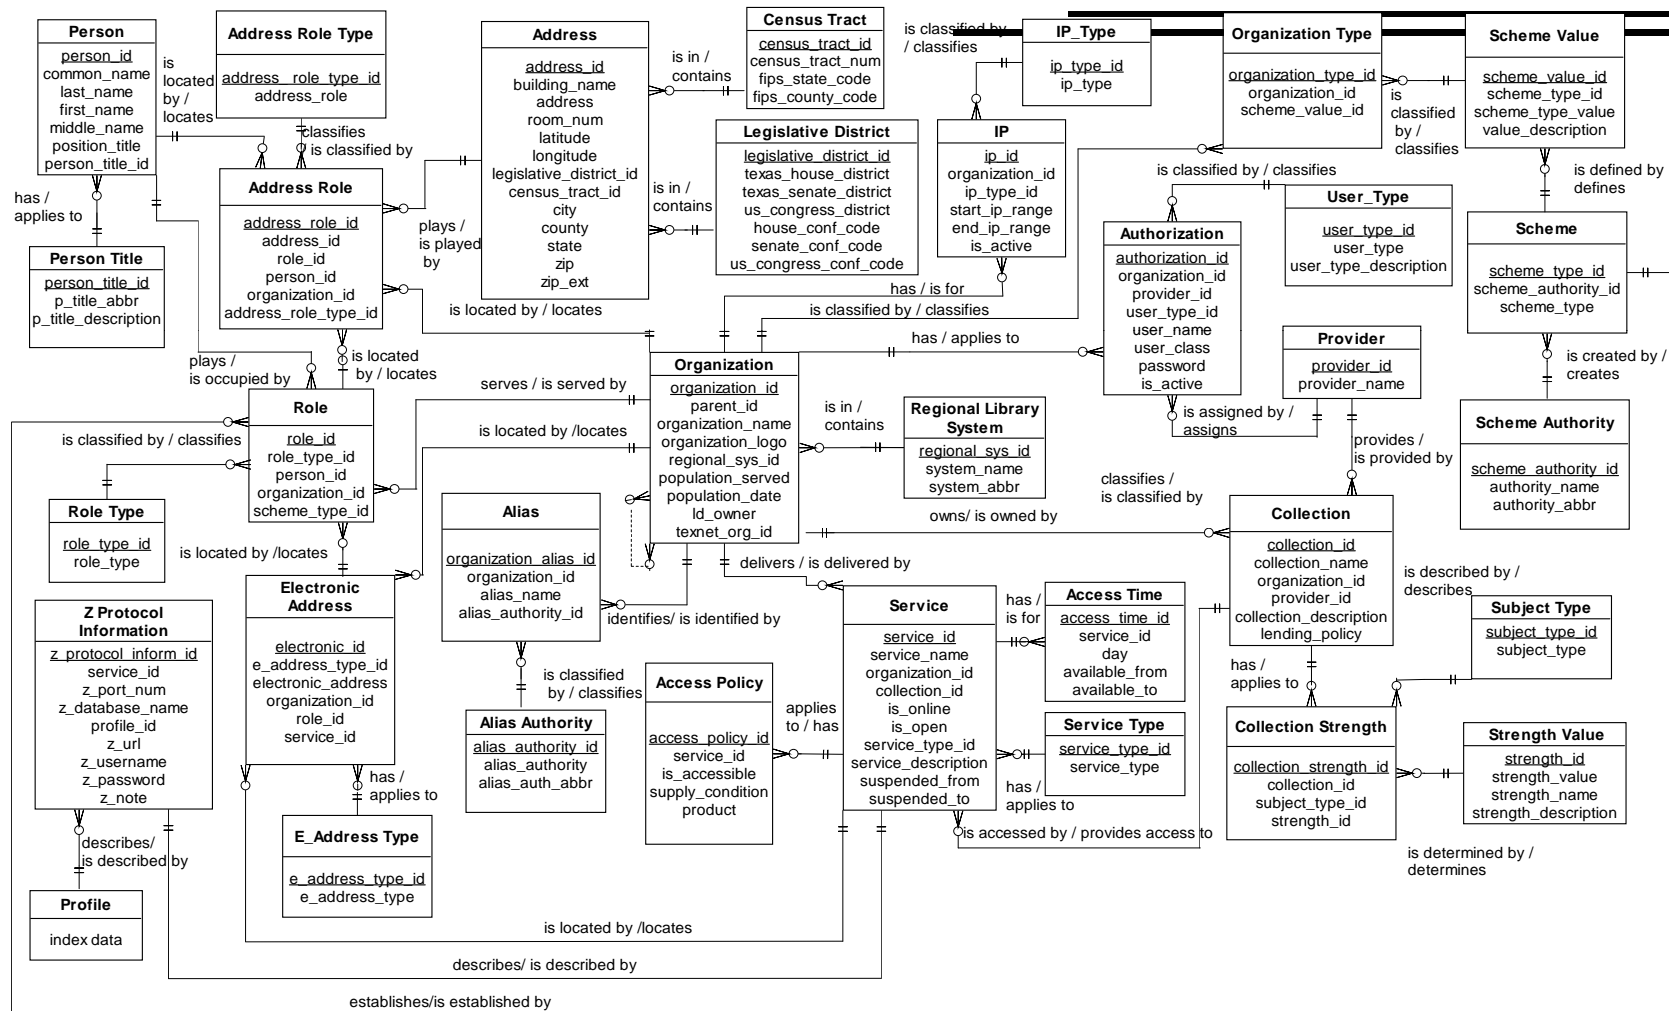 Person
person_id
common_name
last_name
first_name
middle_name
position_title
person_title_id
is
located
by /
locates
Address Role Type
address_role_type_id
address_role
classifies
/ is classified by
Address
address_id
building_name
address
room_num
latitude
longitude
legislative_district_id
census_tract_id
city
county
state
zip
zip_ext
is in /
contains
Census Tract
census_tract_id
census_tract_num
fips_state_code
fips_county_code
is in /
contains
Legislative District
legislative_district_id
texas_house_district
texas_senate_district
us_congress_district
house_conf_code
senate_conf_code
us_congress_conf_code
is classified by
/ classifies
IP_Type
ip_type_id
ip_type
IP
ip_id
organization_id
ip_type_id
start_ip_range
end_ip_range
is_active
has / is for
Organization Type
organization_type_id
organization_id
scheme_value_id
is
classified
by /
classifies
Scheme Value
scheme_value_id
scheme_type_id
scheme_type_value
value_description
is defined by /
defines
is classified by / classifies
User_Type
user_type_id
user_type
user_type_description
Scheme
scheme_type_id
scheme_authority_id
scheme_type
is created by /
creates
Scheme Authority
scheme_authority_id
authority_name
authority_abbr
Authorization
authorization_id
organization_id
provider_id
user_type_id
user_name
user_class
password
is_active
is assigned by /
assigns
Provider
provider_id
provider_name
provides /
is provided by
has /
applies to
Person Title
person_title_id
p_title_abbr
p_title_description
Address Role
address_role_id
address_id
role_id
person_id
organization_id
address_role_type_id
plays /
is played
by
is located by / locates
is classified by / classifies
has / applies to
plays /
is occupied by
is located
by / locates
Role
role_id
role_type_id
person_id
organization_id
scheme_type_id
serves / is served by
is located by /locates
is classified by / classifies
Role Type
role_type_id
role_type
is located by /locates
Organization
organization_id
parent_id
organization_name
organization_logo
regional_sys_id
population_served
population_date
ld_owner
texnet_org_id
is in /
contains
Regional Library
System
regional_sys_id
system_name
system_abbr
classifies /
is classified by
owns/ is owned by
delivers / is delivered by
Alias
organization_alias_id
organization_id
alias_name
alias_authority_id
identifies/ is identified by
is classified
by / classifies
Alias Authority
alias_authority_id
alias_authority
alias_auth_abbr
Collection
collection_id
collection_name
organization_id
provider_id
collection_description
lending_policy
is described by /
describes
Subject Type
subject_type_id
subject_type
has /
applies to
Collection Strength
collection_strength_id
collection_id
subject_type_id
strength_id
Strength Value
strength_id
strength_value
strength_name
strength_description
is determined by /
determines
Electronic
Address
electronic_id
e_address_type_id
electronic_address
organization_id
role_id
service_id
has /
applies to
E_Address Type
e_address_type_id
e_address_type
Z Protocol
Information
z_protocol_inform_id
service_id
z_port_num
z_database_name
profile_id
z_url
z_username
z_password
z_note
describes/
is described by
Profile
index data
Access Policy
access_policy_id
service_id
is_accessible
supply_condition
product
applies
to / has
Service
service_id
service_name
organization_id
collection_id
is_online
is_open
service_type_id
service_description
suspended_from
suspended_to
has /
is for
Access Time
access_time_id
service_id
day
available_from
available_to
Service Type
service_type_id
service_type
has /
applies to
is accessed by / provides access to
is located by /locates
describes/ is described by
establishes/is established by